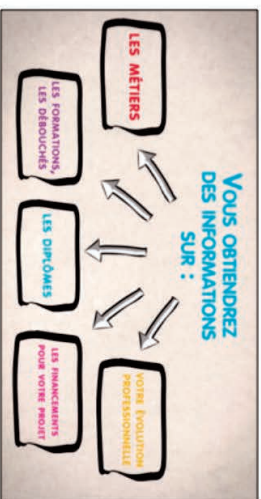 VOUS OBTIENDREZ
DES INFORMATIONS
SUR :
LES MÉTIERS
LES FORMATIONS,
LES DÉBOUCHÉS
LES DIPLÔMES
LES FINANCEMENTS
POUR VOTRE PROJET
VOTRE ÉVOLUTION
PROFESSIONNELLE